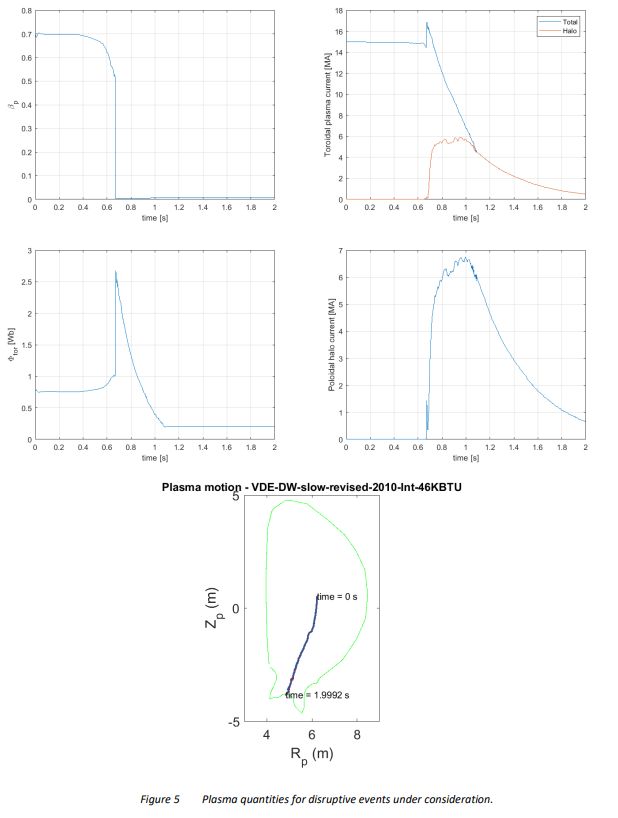 0.8
0.7
0.6
0.5
0.4
0.3
0.2
0.1
0
β_p
0 0.2 0.4 0.6 0.8 1 1.2 1.4 1.6 1.8 2
time [s]
18
16
14
12
10
8
6
4
2
0
Toroidal plasma current [MA]
Total
Halo
0 0.2 0.4 0.6 0.8 1 1.2 1.4 1.6 1.8 2
time [s]
3
2.5
2
1.5
1
0.5
0
Φ_tor [Wb]
0 0.2 0.4 0.6 0.8 1 1.2 1.4 1.6 1.8 2
time [s]
7
6
5
4
3
2
1
0
Poloidal halo current [MA]
0 0.2 0.4 0.6 0.8 1 1.2 1.4 1.6 1.8 2
time [s]
Plasma motion - VDE-DW-slow-revised-2010-Int-46KBTU
5
0
-5
Z_p (m)
time = 0 s
time = 1.9992 s
4 6 8
R_p (m)
Figure 5 Plasma quantities for disruptive events under consideration.